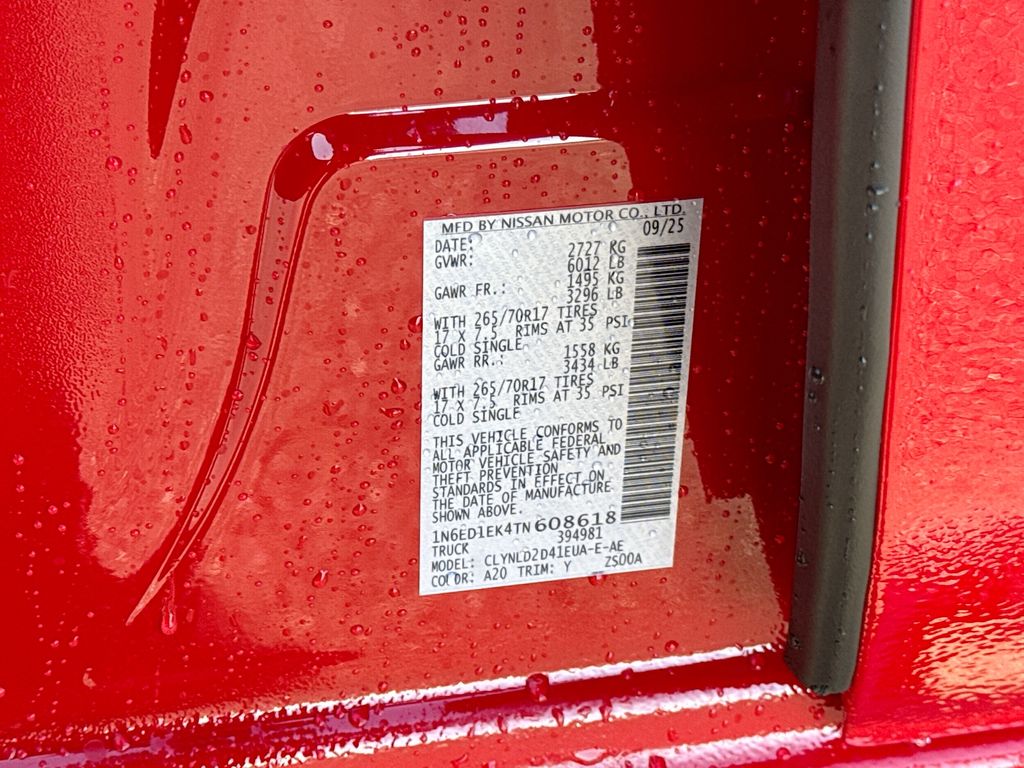 MFD BY NISSAN MOTOR CO., LTD.
DATE: 09/25
GVWR: 2727 KG
6012 LB
GAWR FR.: 1495 KG
3296 LB
WITH 265/70R17 TIRES
17 X 7.5 RIMS AT 35 PSI
COLD SINGLE
GAWR RR.: 1558 KG
3434 LB
WITH 265/70R17 TIRES
17 X 7.5 RIMS AT 35 PSI
COLD SINGLE
THIS VEHICLE CONFORMS TO
ALL APPLICABLE FEDERAL
MOTOR VEHICLE SAFETY AND
THEFT PREVENTION
STANDARDS IN EFFECT ON
THE DATE OF MANUFACTURE
SHOWN ABOVE.
1N6ED1EK4TN608618
TRUCK 394981
MODEL: CLYNLD2D41EUA-E-AE
COLOR: A20 TRIM: Y ZS00A